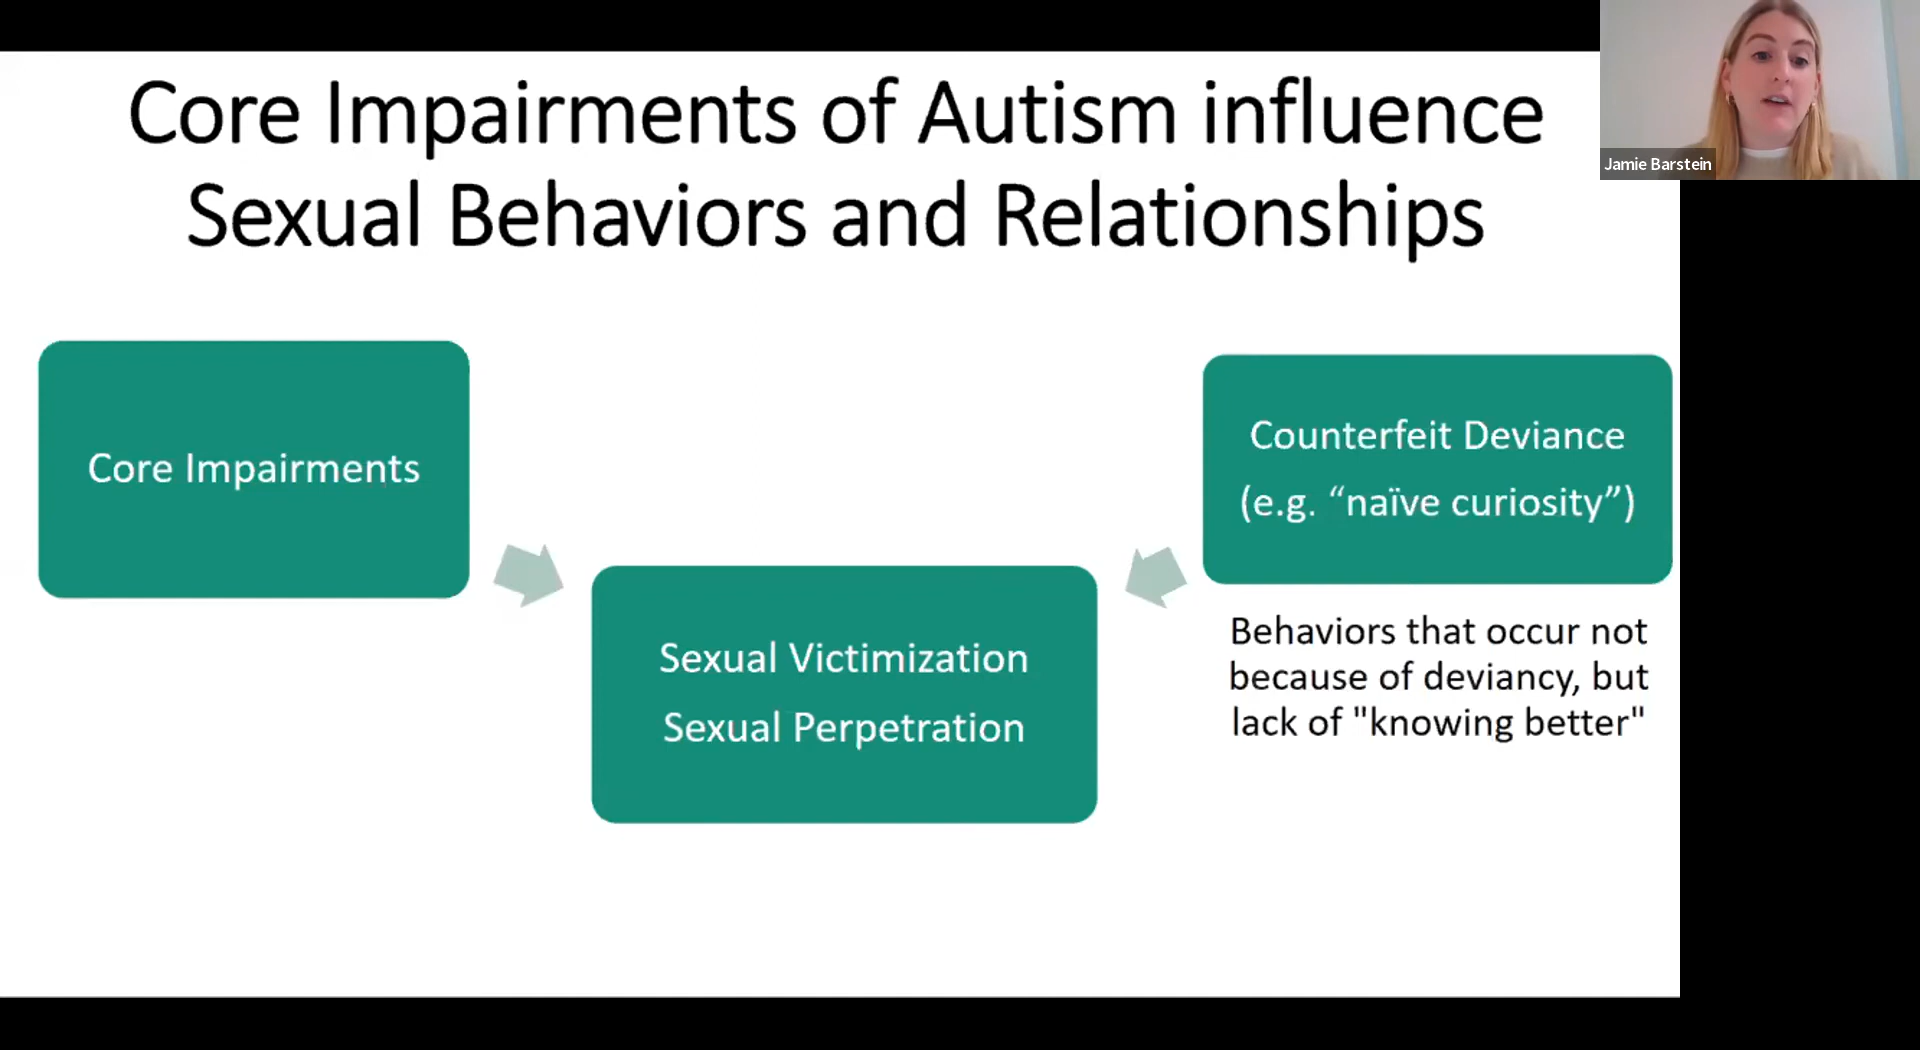 Core Impairments of Autism influence
Sexual Behaviors and Relationships
Jamie Barstein
Core Impairments
Counterfeit Deviance
(e.g. “naïve curiosity”)
Sexual Victimization
Sexual Perpetration
Behaviors that occur not
because of deviancy, but
lack of "knowing better"